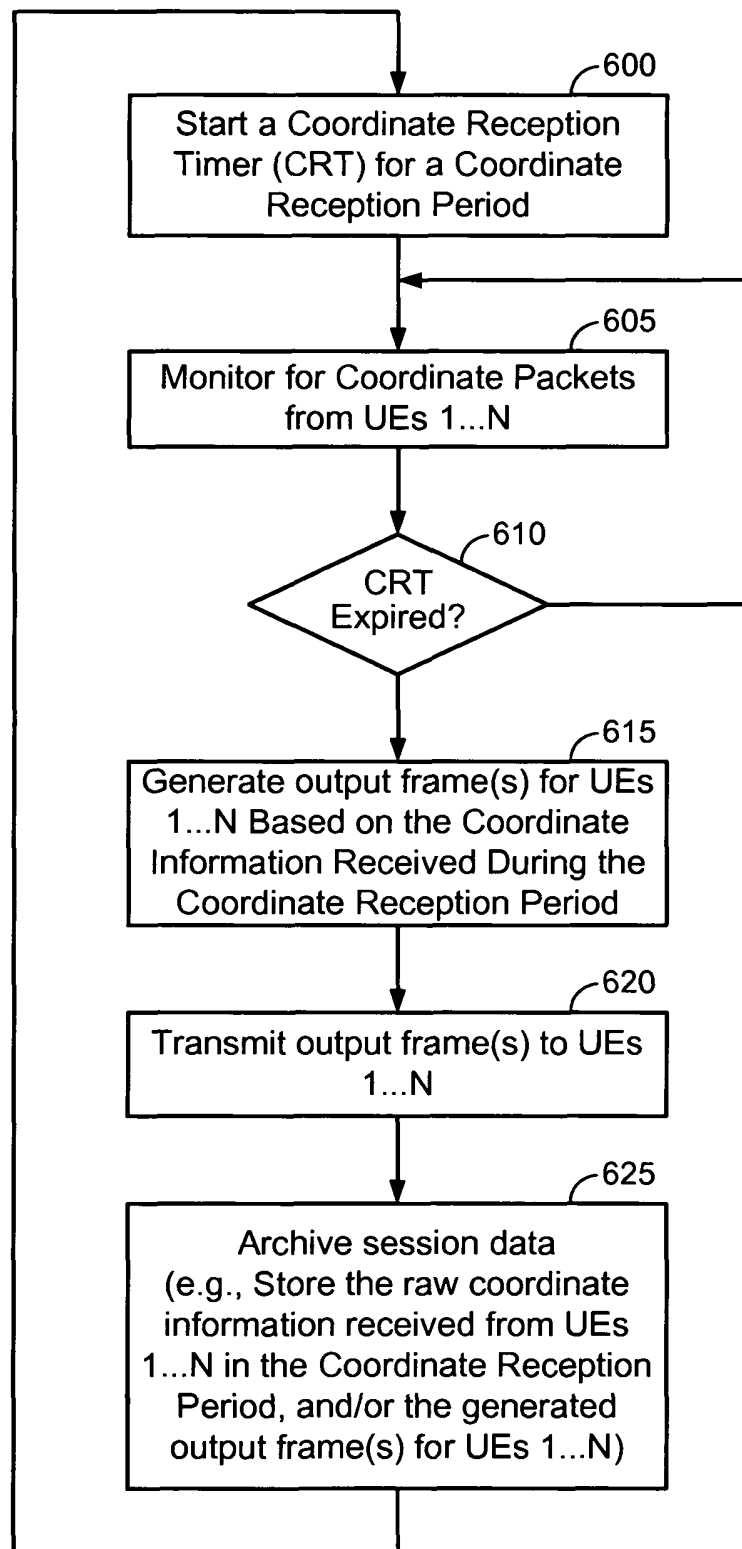 600
Start a Coordinate Reception
Timer (CRT) for a Coordinate
Reception Period
605
Monitor for Coordinate Packets
from UEs 1...N
610
CRT
Expired?
615
Generate output frame(s) for UEs
1...N Based on the Coordinate
Information Received During the
Coordinate Reception Period
620
Transmit output frame(s) to UEs
1...N
625
Archive session data
(e.g., Store the raw coordinate
information received from UEs
1...N in the Coordinate Reception
Period, and/or the generated
output frame(s) for UEs 1...N)